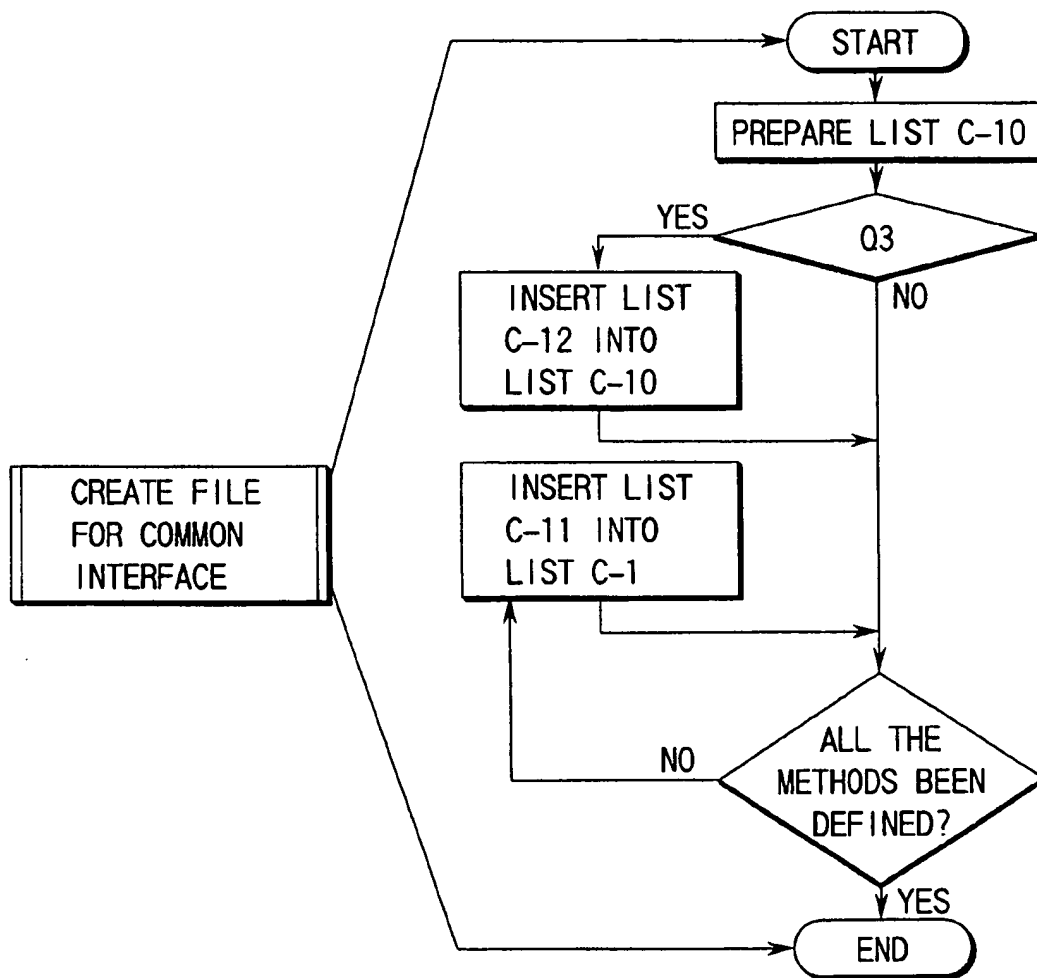 START
PREPARE LIST C-10
YES
Q3
NO
INSERT LIST
C-12 INTO
LIST C-10
CREATE FILE
FOR COMMON
INTERFACE
INSERT LIST
C-11 INTO
LIST C-1
NO
ALL THE
METHODS BEEN
DEFINED?
YES
END